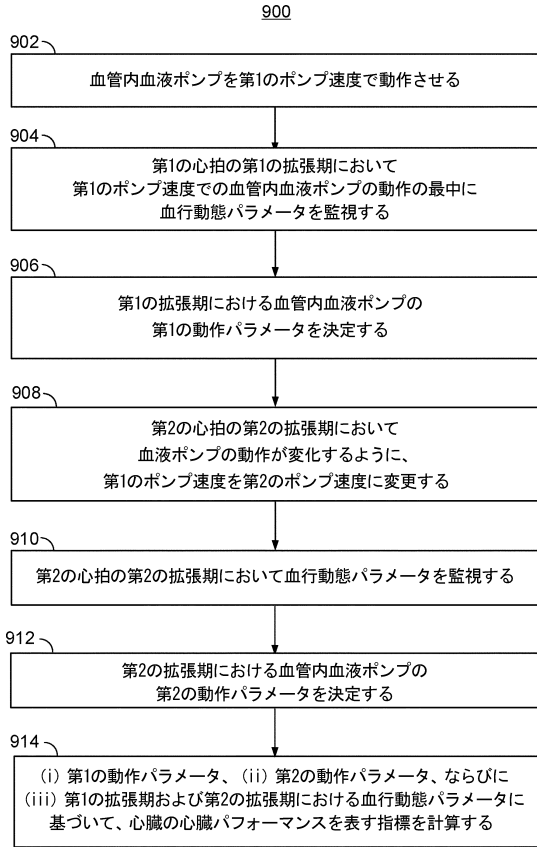 900
902
血管内血液ポンプを第1のポンプ速度で動作させる
904
第1の心拍の第1の拡張期において
第1のポンプ速度での血管内血液ポンプの動作の最中に
血行動態パラメータを監視する
906
第1の拡張期における血管内血液ポンプの
第1の動作パラメータを決定する
908
第2の心拍の第2の拡張期において
血液ポンプの動作が変化するように、
第1のポンプ速度を第2のポンプ速度に変更する
910
第2の心拍の第2の拡張期において血行動態パラメータを監視する
912
第2の拡張期における血管内血液ポンプの
第2の動作パラメータを決定する
914
(i) 第1の動作パラメータ、(ii) 第2の動作パラメータ、ならびに
(iii) 第1の拡張期および第2の拡張期における血行動態パラメータに
基づいて、心臓の心臓パフォーマンスを表す指標を計算する